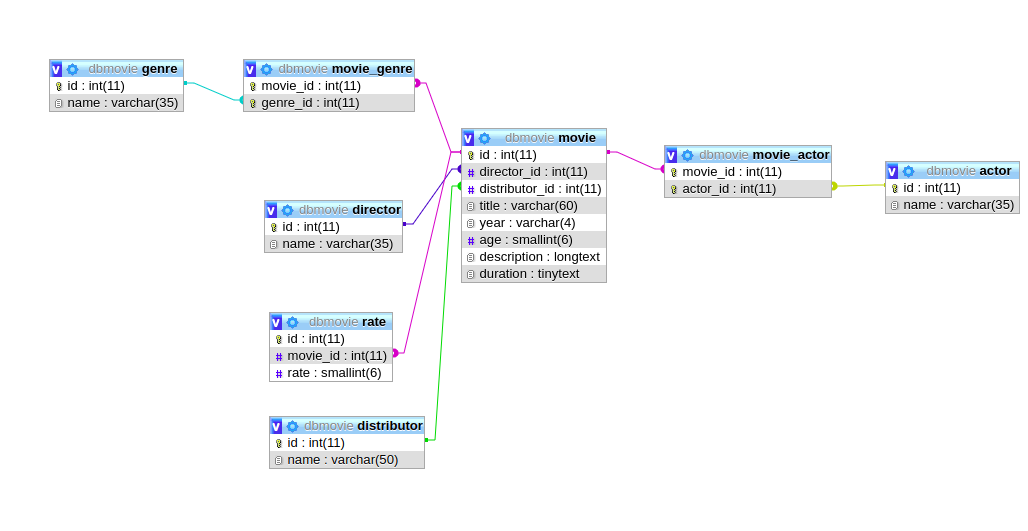 v dbmovie genre
id : int(11)
name : varchar(35)
v dbmovie movie_genre
movie_id : int(11)
genre_id : int(11)
v dbmovie movie
id : int(11)
# director_id : int(11)
# distributor_id : int(11)
title : varchar(60)
year : varchar(4)
# age : smallint(6)
description : longtext
duration : tinytext
v dbmovie movie_actor
movie_id : int(11)
actor_id : int(11)
v dbmovie actor
id : int(11)
name : varchar(35)
v dbmovie director
id : int(11)
name : varchar(35)
v dbmovie rate
id : int(11)
# movie_id : int(11)
# rate : smallint(6)
v dbmovie distributor
id : int(11)
name : varchar(50)